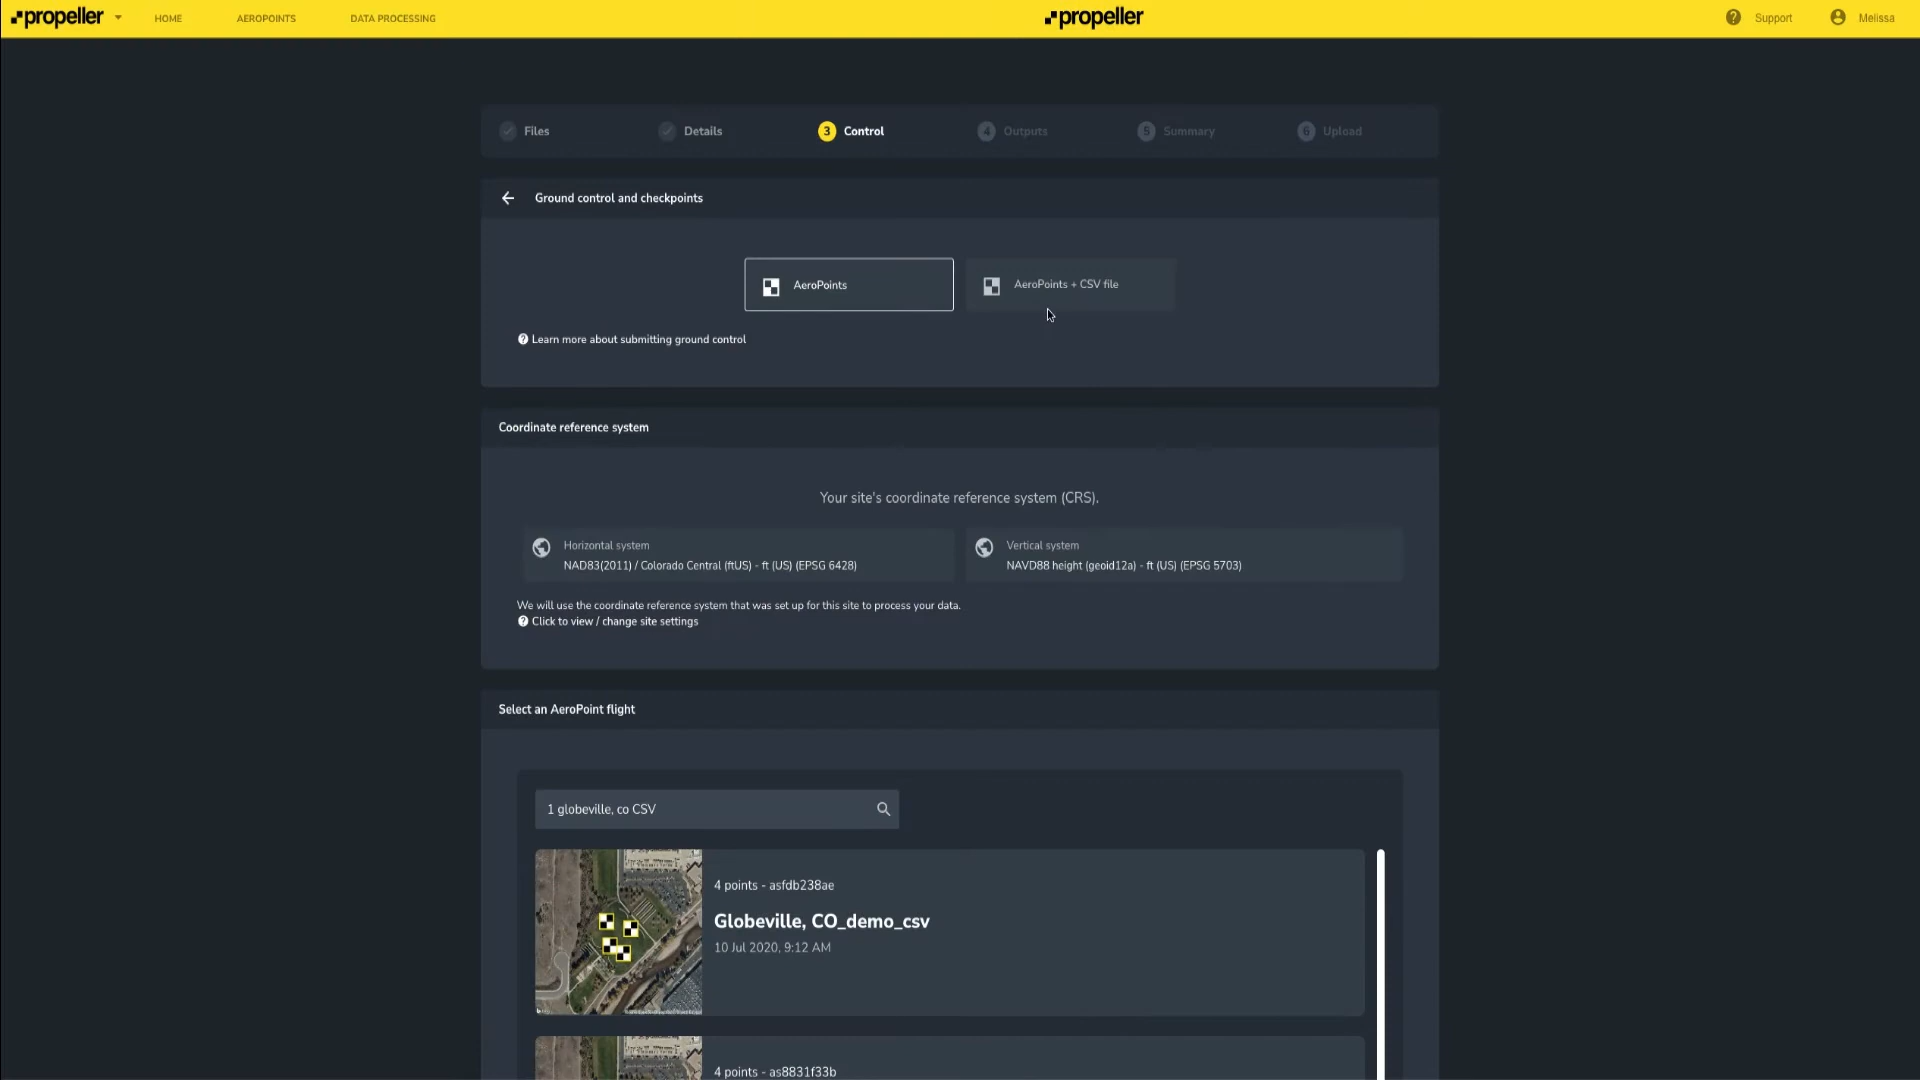 propeller
HOME
AEROPOINTS
DATA PROCESSING
propeller
Support
Melissa
Files
Details
3 Control
4 Outputs
5 Summary
6 Upload
Ground control and checkpoints
AeroPoints
AeroPoints + CSV file
? Learn more about submitting ground control
Coordinate reference system
Your site's coordinate reference system (CRS).
Horizontal system
NAD83(2011) / Colorado Central (ftUS) - ft (US) (EPSG 6428)
Vertical system
NAVD88 height (geoid12a) - ft (US) (EPSG 5703)
We will use the coordinate reference system that was set up for this site to process your data.
? Click to view / change site settings
Select an AeroPoint flight
1 globeville, co CSV
4 points - asfdb238ae
Globeville, CO_demo_csv
10 Jul 2020, 9:12 AM
4 points - as8831f33b